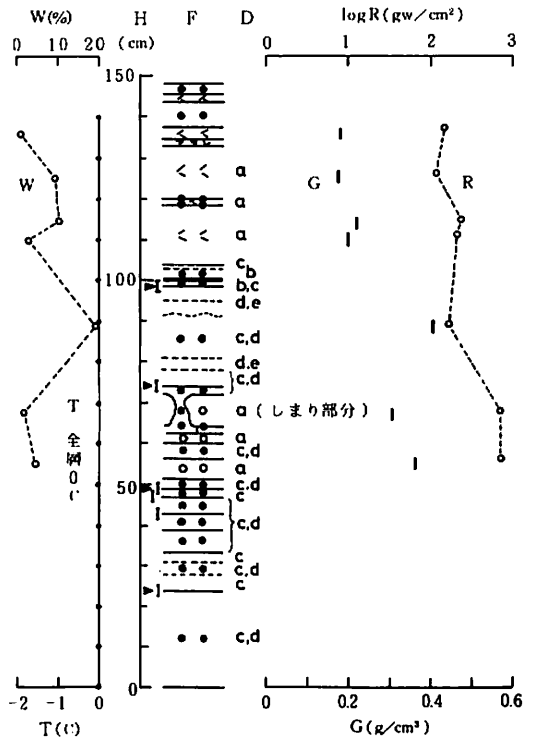 W(%) H F D logR(gw/cm²)
0 10 20 (cm) 0 1 2 3
150
a
W G R
a
a
c
b
100 b,c
d,e
c,d
d,e
c,d
T a (しまり部分)
全 a
層 c,d
0 a
C c,d
50 c
c,d
c
c,d
c
c,d
0
-2 -1 0 0 0.2 0.4 0.6
T(C) G(g/cm³)